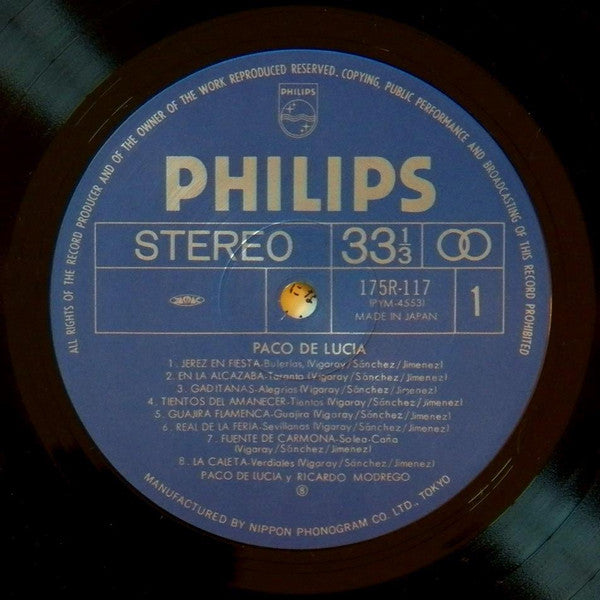 ALL RIGHTS OF THE RECORD PRODUCER AND OF THE OWNER OF THE WORK REPRODUCED RESERVED. COPYING, PUBLIC PERFORMANCE AND BROADCASTING OF THIS RECORD PROHIBITED
PHILIPS
PHILIPS
STEREO 33 1/3
175R-117
(PYM-4553)
MADE IN JAPAN
1
PACO DE LUCIA
1. JEREZ EN FIESTA-Bulerias, (Vigaray/Sánchez/Jimenez)
2. EN LA ALCAZABA-Taranto (Vigaray/Sánchez/Jimenez)
3. GADITANAS-Alegrias (Vigaray/Sánchez/Jimenez)
4. TIENTOS DEL AMANECER-Tientos (Vigaray/Sánchez/Jimenez)
5. GUAJIRA FLAMENCA-Guajira (Vigaray/Sánchez/Jimenez)
6. REAL DE LA FERIA-Sevillanas (Vigaray/Sánchez/Jimenez)
7. FUENTE DE CARMONA-Solea-Caña
(Vigaray/Sánchez/Jimenez)
8. LA CALETA-Verdiales (Vigaray/Sánchez/Jimenez)
PACO DE LUCIA y RICARDO MODREGO
MANUFACTURED BY NIPPON PHONOGRAM CO. LTD., TOKYO